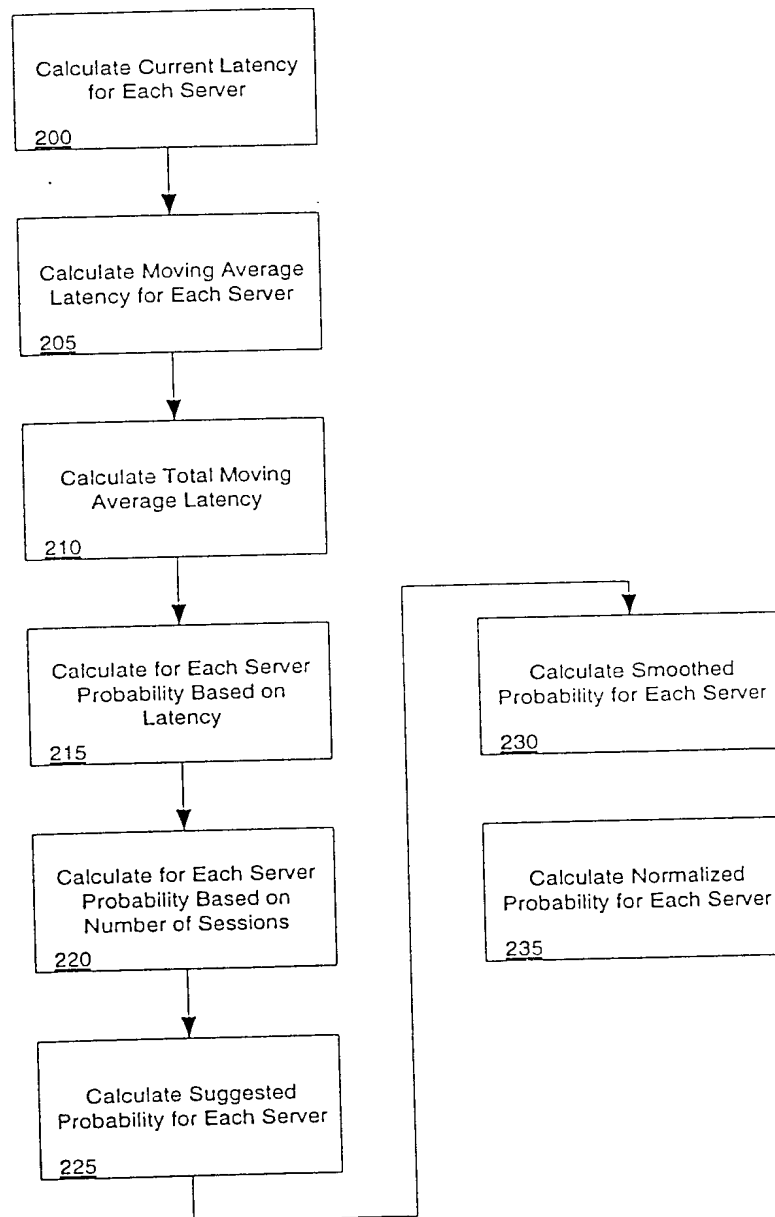 Calculate Current Latency
for Each Server
200
Calculate Moving Average
Latency for Each Server
205
Calculate Total Moving
Average Latency
210
Calculate for Each Server
Probability Based on
Latency
215
Calculate for Each Server
Probability Based on
Number of Sessions
220
Calculate Suggested
Probability for Each Server
225
Calculate Smoothed
Probability for Each Server
230
Calculate Normalized
Probability for Each Server
235